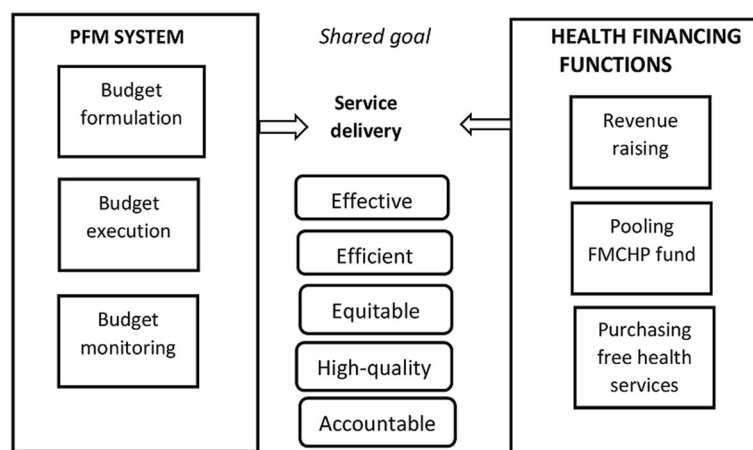 PFM SYSTEM
Budget
formulation
Budget
execution
Budget
monitoring
Shared goal
Service
delivery
Effective
Efficient
Equitable
High-quality
Accountable
HEALTH FINANCING
FUNCTIONS
Revenue
raising
Pooling
FMCHP fund
Purchasing
free health
services